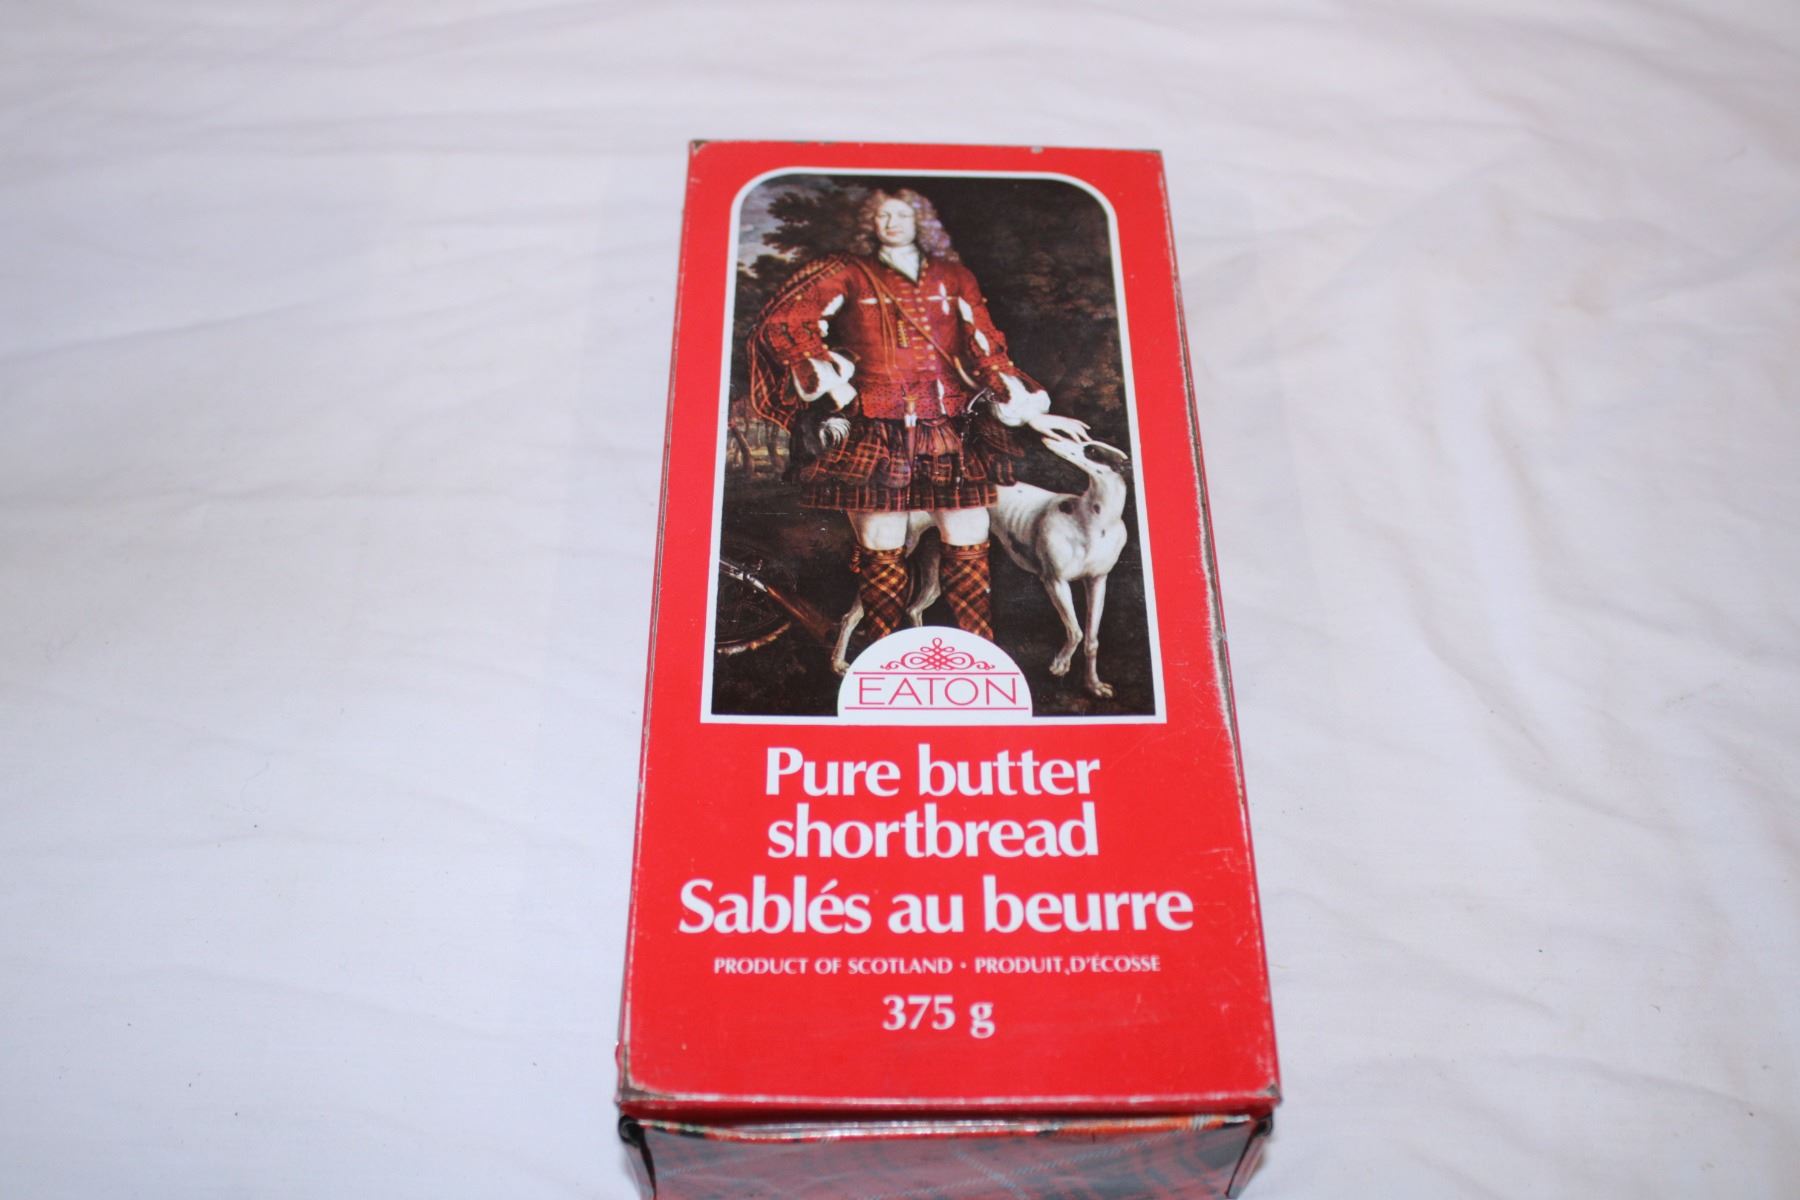 EATON
Pure butter
shortbread
Sablés au beurre
PRODUCT OF SCOTLAND • PRODUIT D'ÉCOSSE
375 g